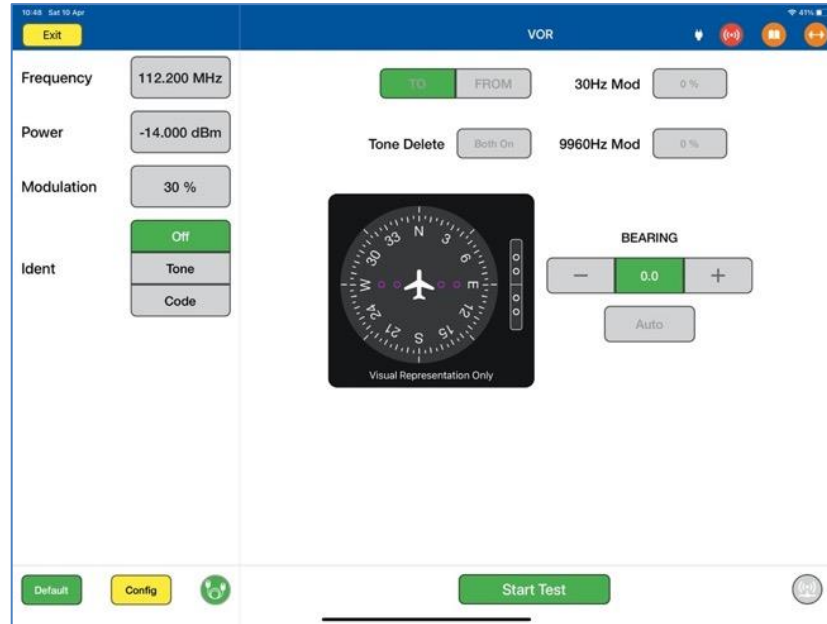 10:48 Sat 10 Apr
41%
Exit
VOR
Frequency
112.200 MHz
Power
-14.000 dBm
Modulation
30 %
Ident
Off
Tone
Code
TO
FROM
30Hz Mod
0 %
Tone Delete
Both On
9960Hz Mod
0 %
N
3
6
E
12
15
S
21
24
W
30
33
Visual Representation Only
BEARING
−
0.0
+
Auto
Default
Config
Start Test